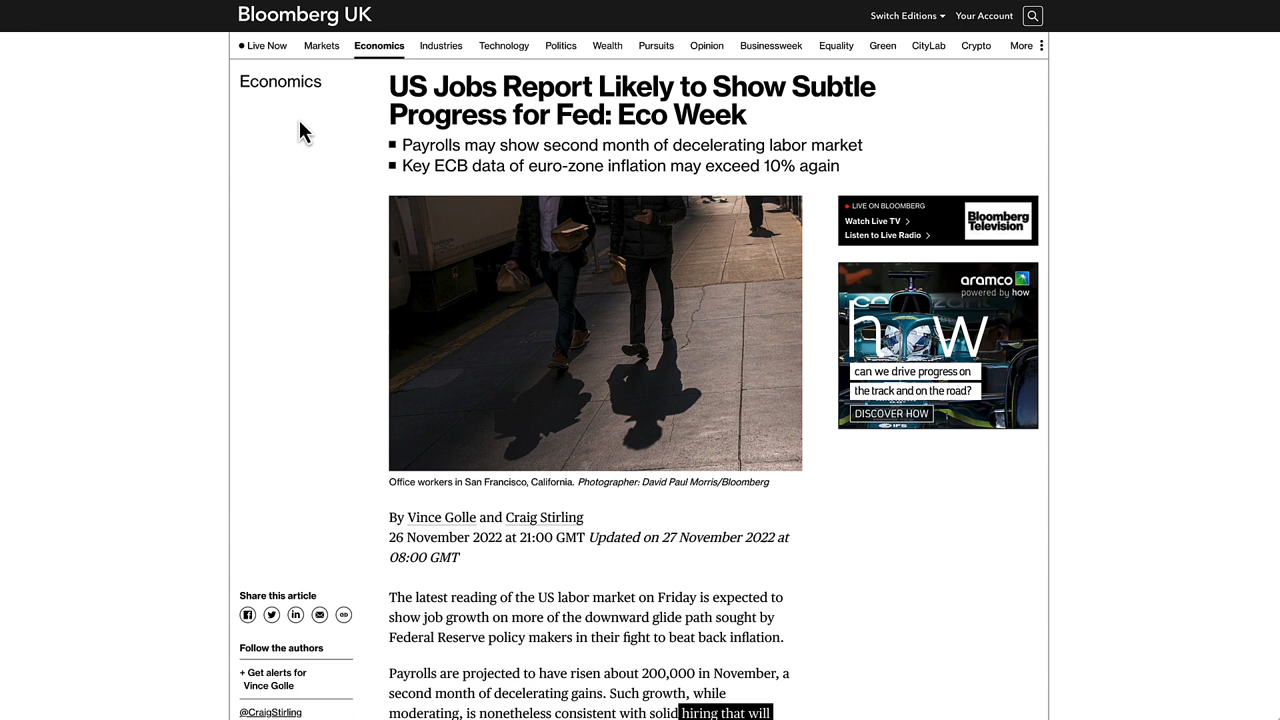 Bloomberg UK
Switch Editions
Your Account
Live Now
Markets
Economics
Industries
Technology
Politics
Wealth
Pursuits
Opinion
Businessweek
Equality
Green
CityLab
Crypto
More
Economics
US Jobs Report Likely to Show Subtle
Progress for Fed: Eco Week
Payrolls may show second month of decelerating labor market
Key ECB data of euro-zone inflation may exceed 10% again
LIVE ON BLOOMBERG
Watch Live TV
Listen to Live Radio
Bloomberg
Television
aramco
powered by how
how
can we drive progress on
the track and on the road?
DISCOVER HOW
Office workers in San Francisco, California. Photographer: David Paul Morris/Bloomberg
By Vince Golle and Craig Stirling
26 November 2022 at 21:00 GMT Updated on 27 November 2022 at
08:00 GMT
Share this article
Follow the authors
+ Get alerts for
Vince Golle
@CraigStirling
The latest reading of the US labor market on Friday is expected to
show job growth on more of the downward glide path sought by
Federal Reserve policy makers in their fight to beat back inflation.
Payrolls are projected to have risen about 200,000 in November, a
second month of decelerating gains. Such growth, while
moderating, is nonetheless consistent with solid hiring that will